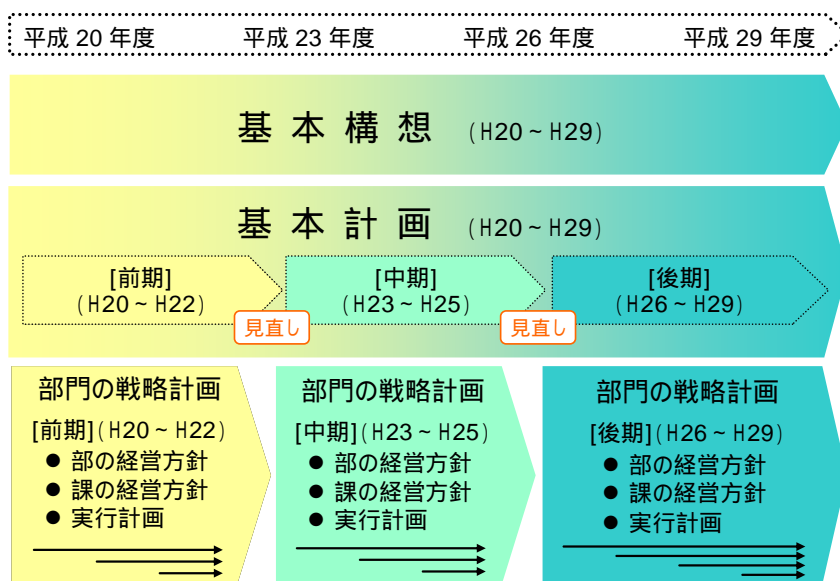 平成 20 年度 平成 23 年度 平成 26 年度 平成 29 年度
基本構想 (H20~H29)
基本計画 (H20~H29)
[前期]
(H20~H22)
[中期]
(H23~H25)
[後期]
(H26~H29)
見直し
見直し
部門の戦略計画
[前期](H20~H22)
● 部の経営方針
● 課の経営方針
● 実行計画
部門の戦略計画
[中期](H23~H25)
● 部の経営方針
● 課の経営方針
● 実行計画
部門の戦略計画
[後期](H26~H29)
● 部の経営方針
● 課の経営方針
● 実行計画